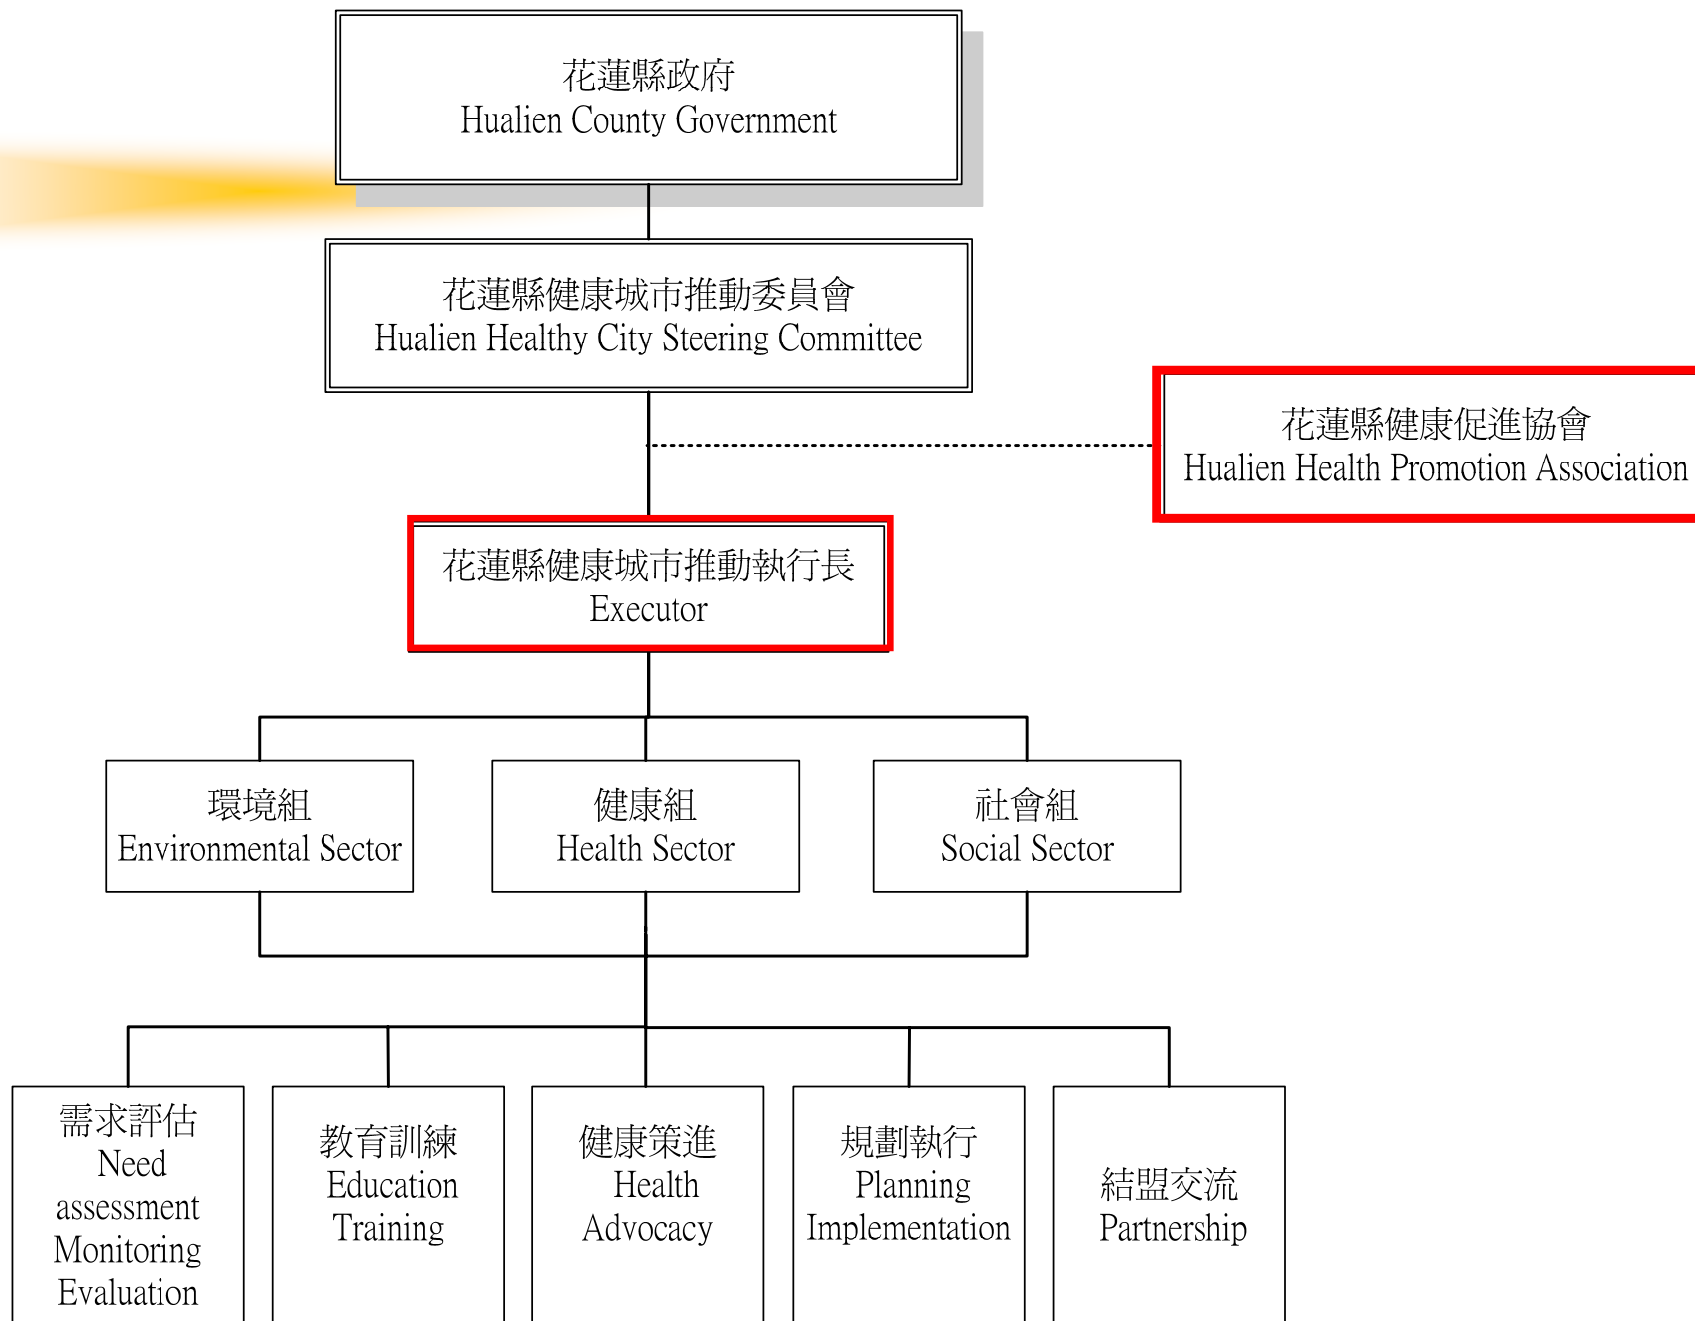 花蓮縣政府
Hualien County Government
花蓮縣健康城市推動委員會
Hualien Healthy City Steering Committee
花蓮縣健康促進協會
Hualien Health Promotion Association
花蓮縣健康城市推動執行長
Executor
環境組
Environmental Sector
健康組
Health Sector
社會組
Social Sector
需求評估
Need
assessment
Monitoring
Evaluation
教育訓練
Education
Training
健康策進
Health
Advocacy
規劃執行
Planning
Implementation
結盟交流
Partnership